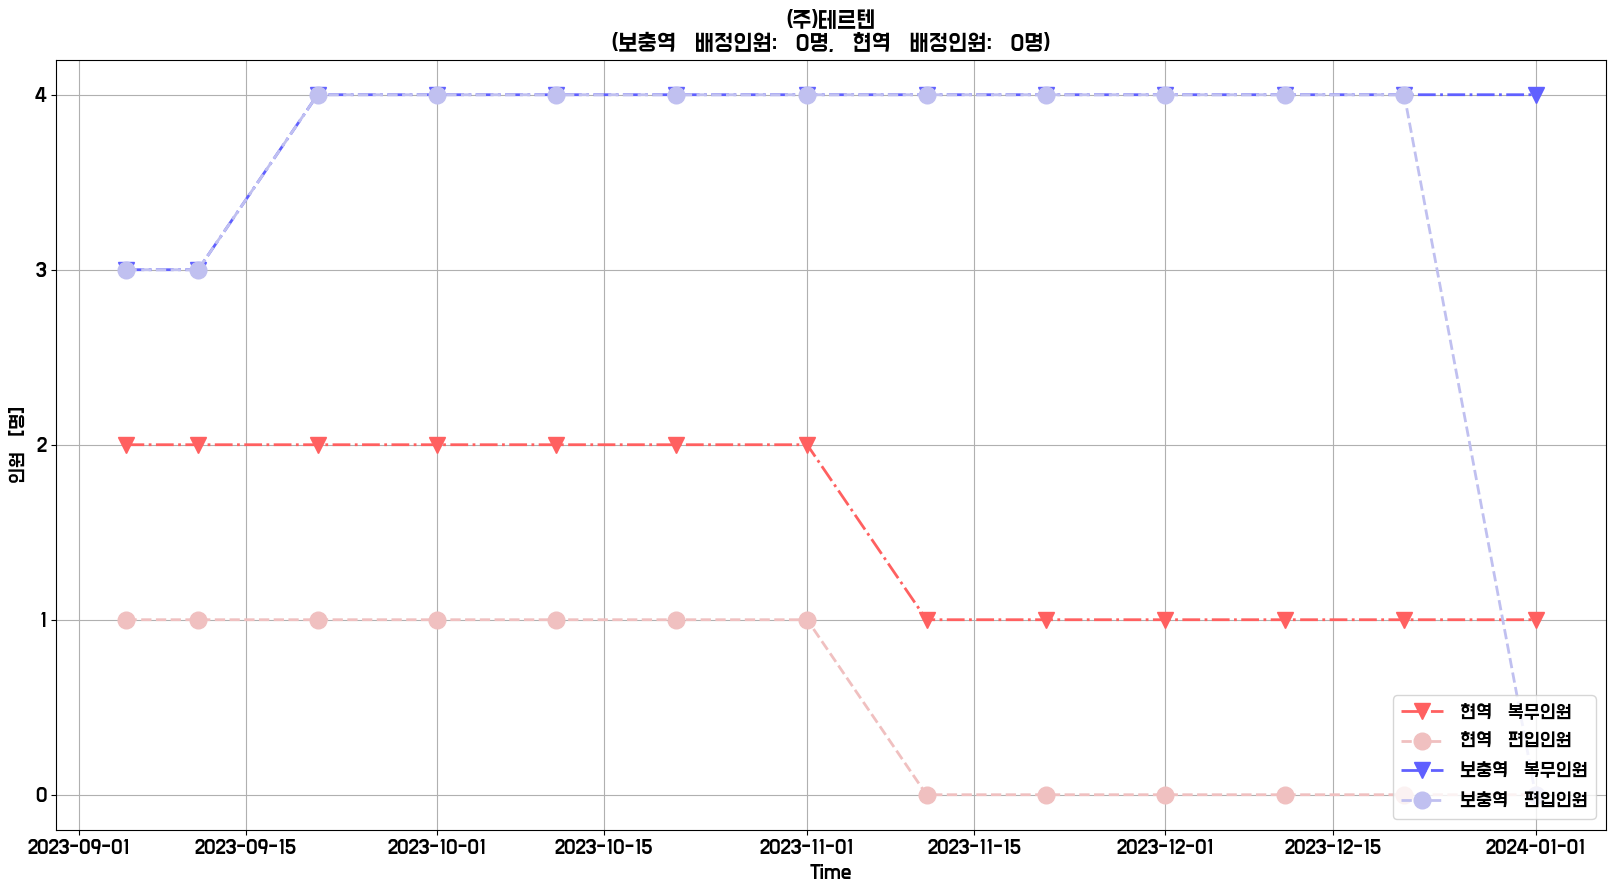 (주)테르텐
(보충역 배정인원: 0명, 현역 배정인원: 0명)
인원 [명]
4
3
2
1
0
2023-09-01 2023-09-15 2023-10-01 2023-10-15 2023-11-01 2023-11-15 2023-12-01 2023-12-15 2024-01-01
Time
현역 복무인원
현역 편입인원
보충역 복무인원
보충역 편입인원